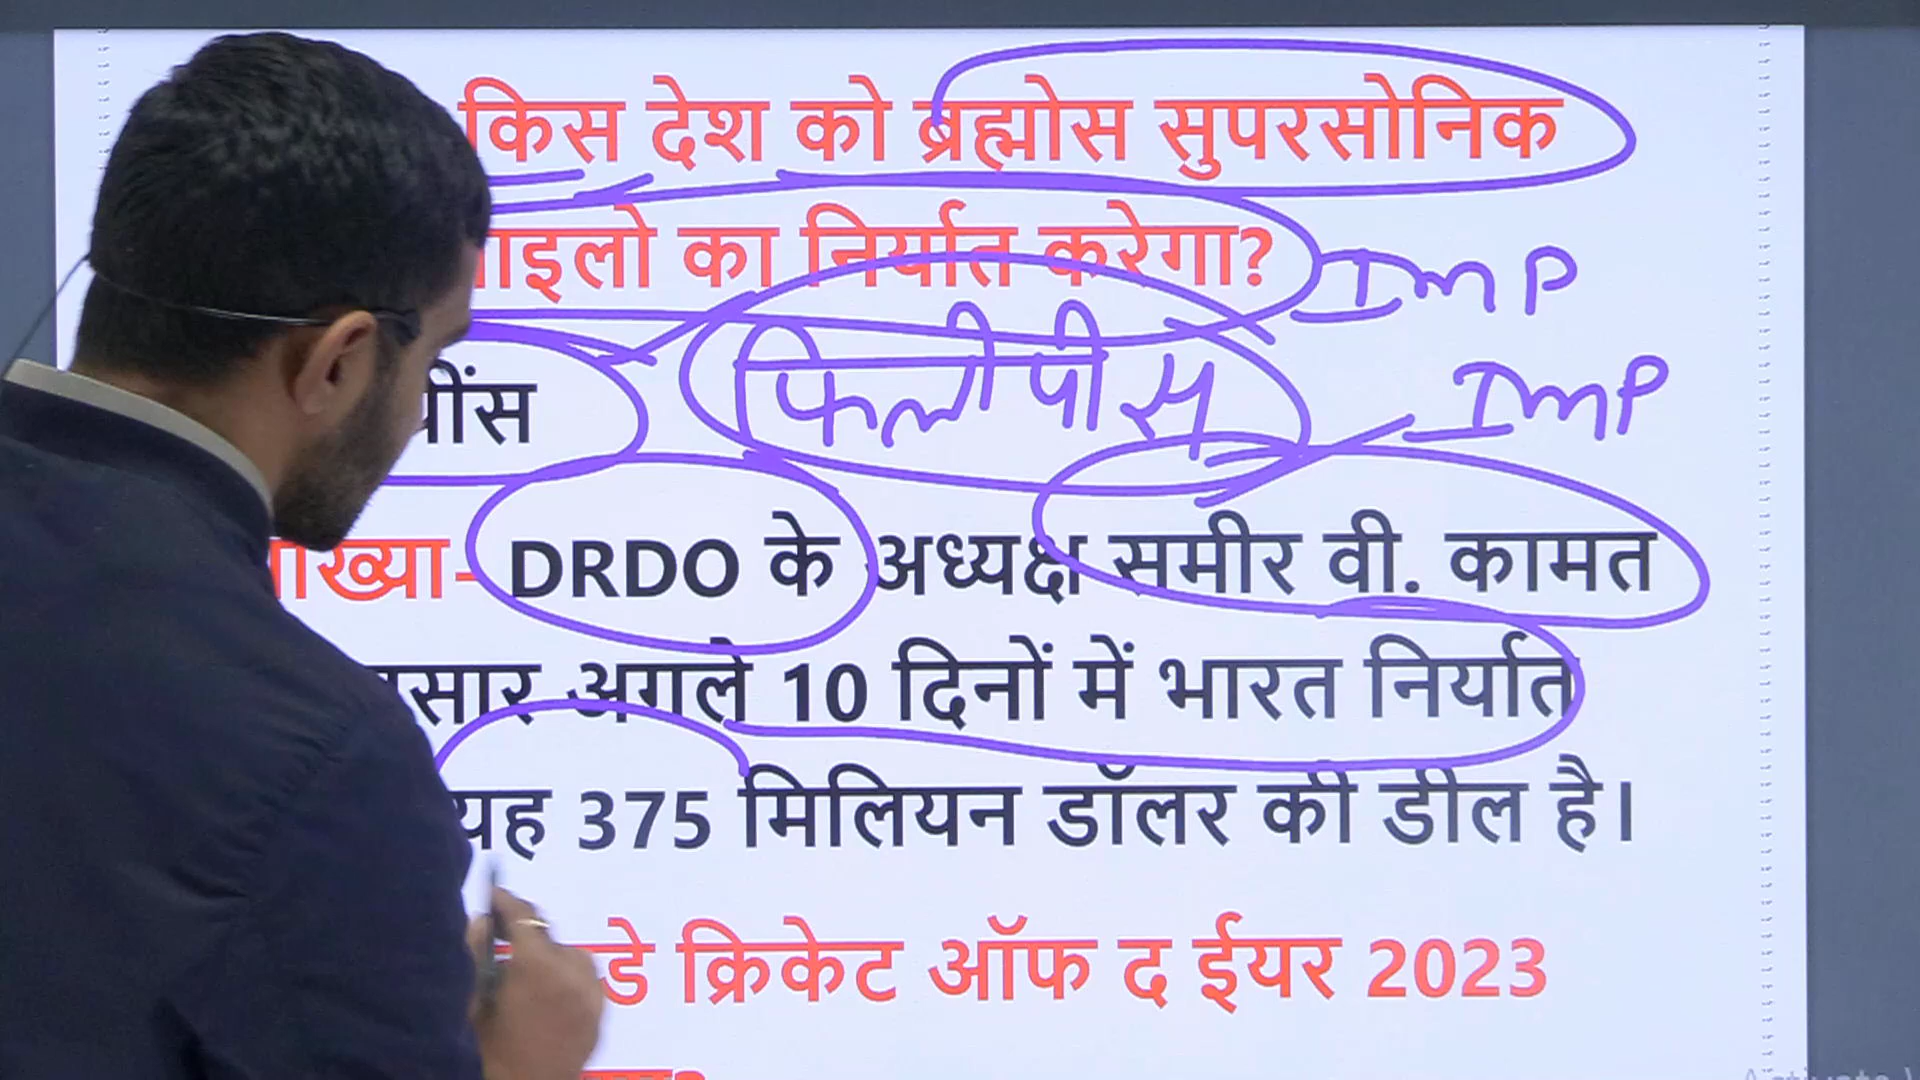 किस देश को ब्रह्मोस सुपरसोनिक
का निर्यात करेगा? IMP
फिलीपींस IMP
DRDO के अध्यक्ष समीर वी. कामत
अगले 10 दिनों में भारत निर्यात
यह 375 मिलियन डॉलर की डील है।
क्रिकेट ऑफ द ईयर 2023